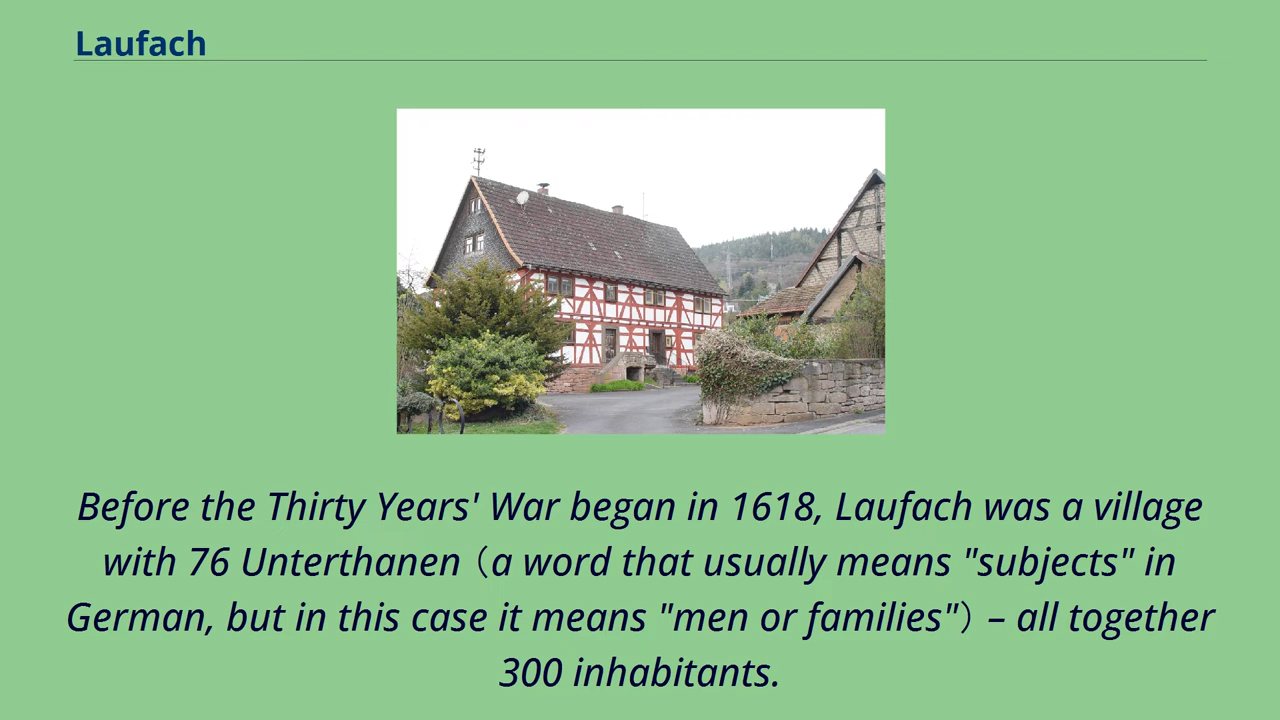 Laufach
Before the Thirty Years' War began in 1618, Laufach was a village
with 76 Unterthanen（a word that usually means "subjects" in
German, but in this case it means "men or families"）– all together
300 inhabitants.